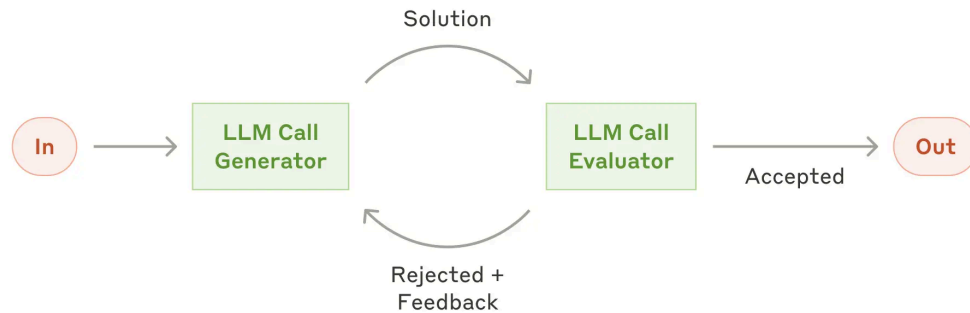 Solution
In
LLM Call
Generator
LLM Call
Evaluator
Out
Accepted
Rejected +
Feedback